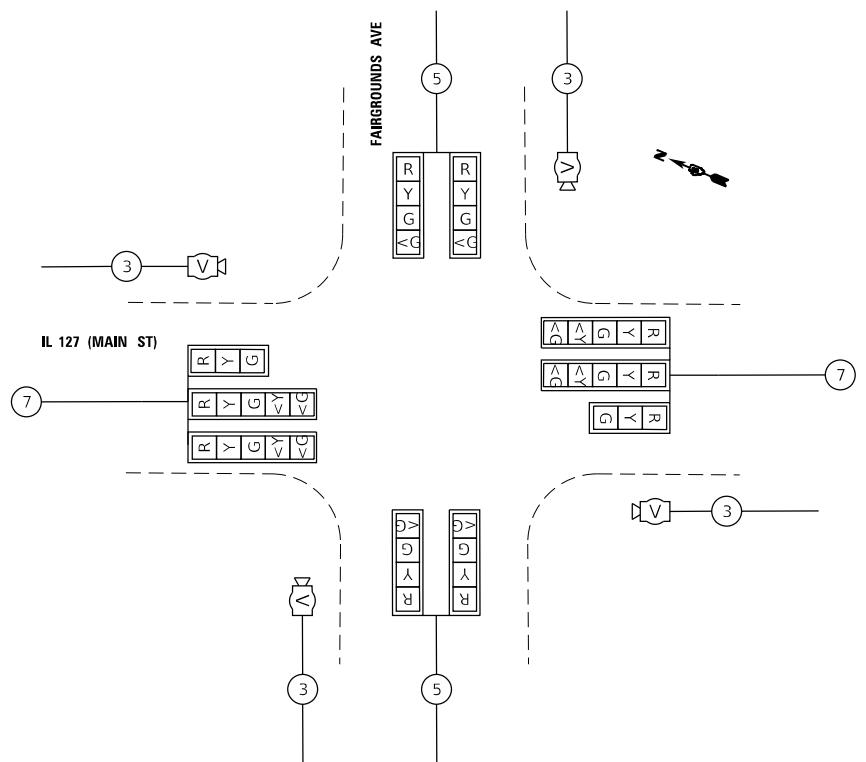 FAIRGROUNDS AVE
5
3
R R
Y Y
G G
<G <G
V
N
3
V
IL 127 (MAIN ST)
R Y G
R Y G <Y <G
R Y G <Y <G
7
<G <Y G Y R
<G <Y G Y R
G Y R
7
V
3
<G <G
G G
Y Y
R R
V
3
5